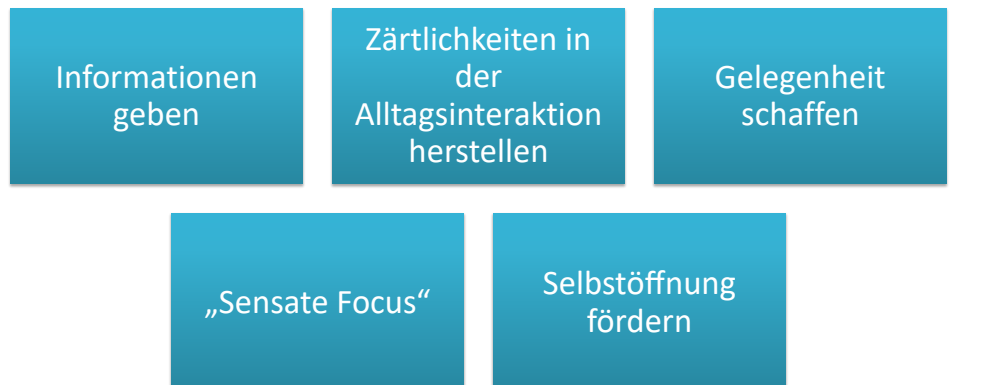 Informationen
geben
Zärtlichkeiten in
der
Alltagsinteraktion
herstellen
Gelegenheit
schaffen
„Sensate Focus“
Selbstöffnung
fördern